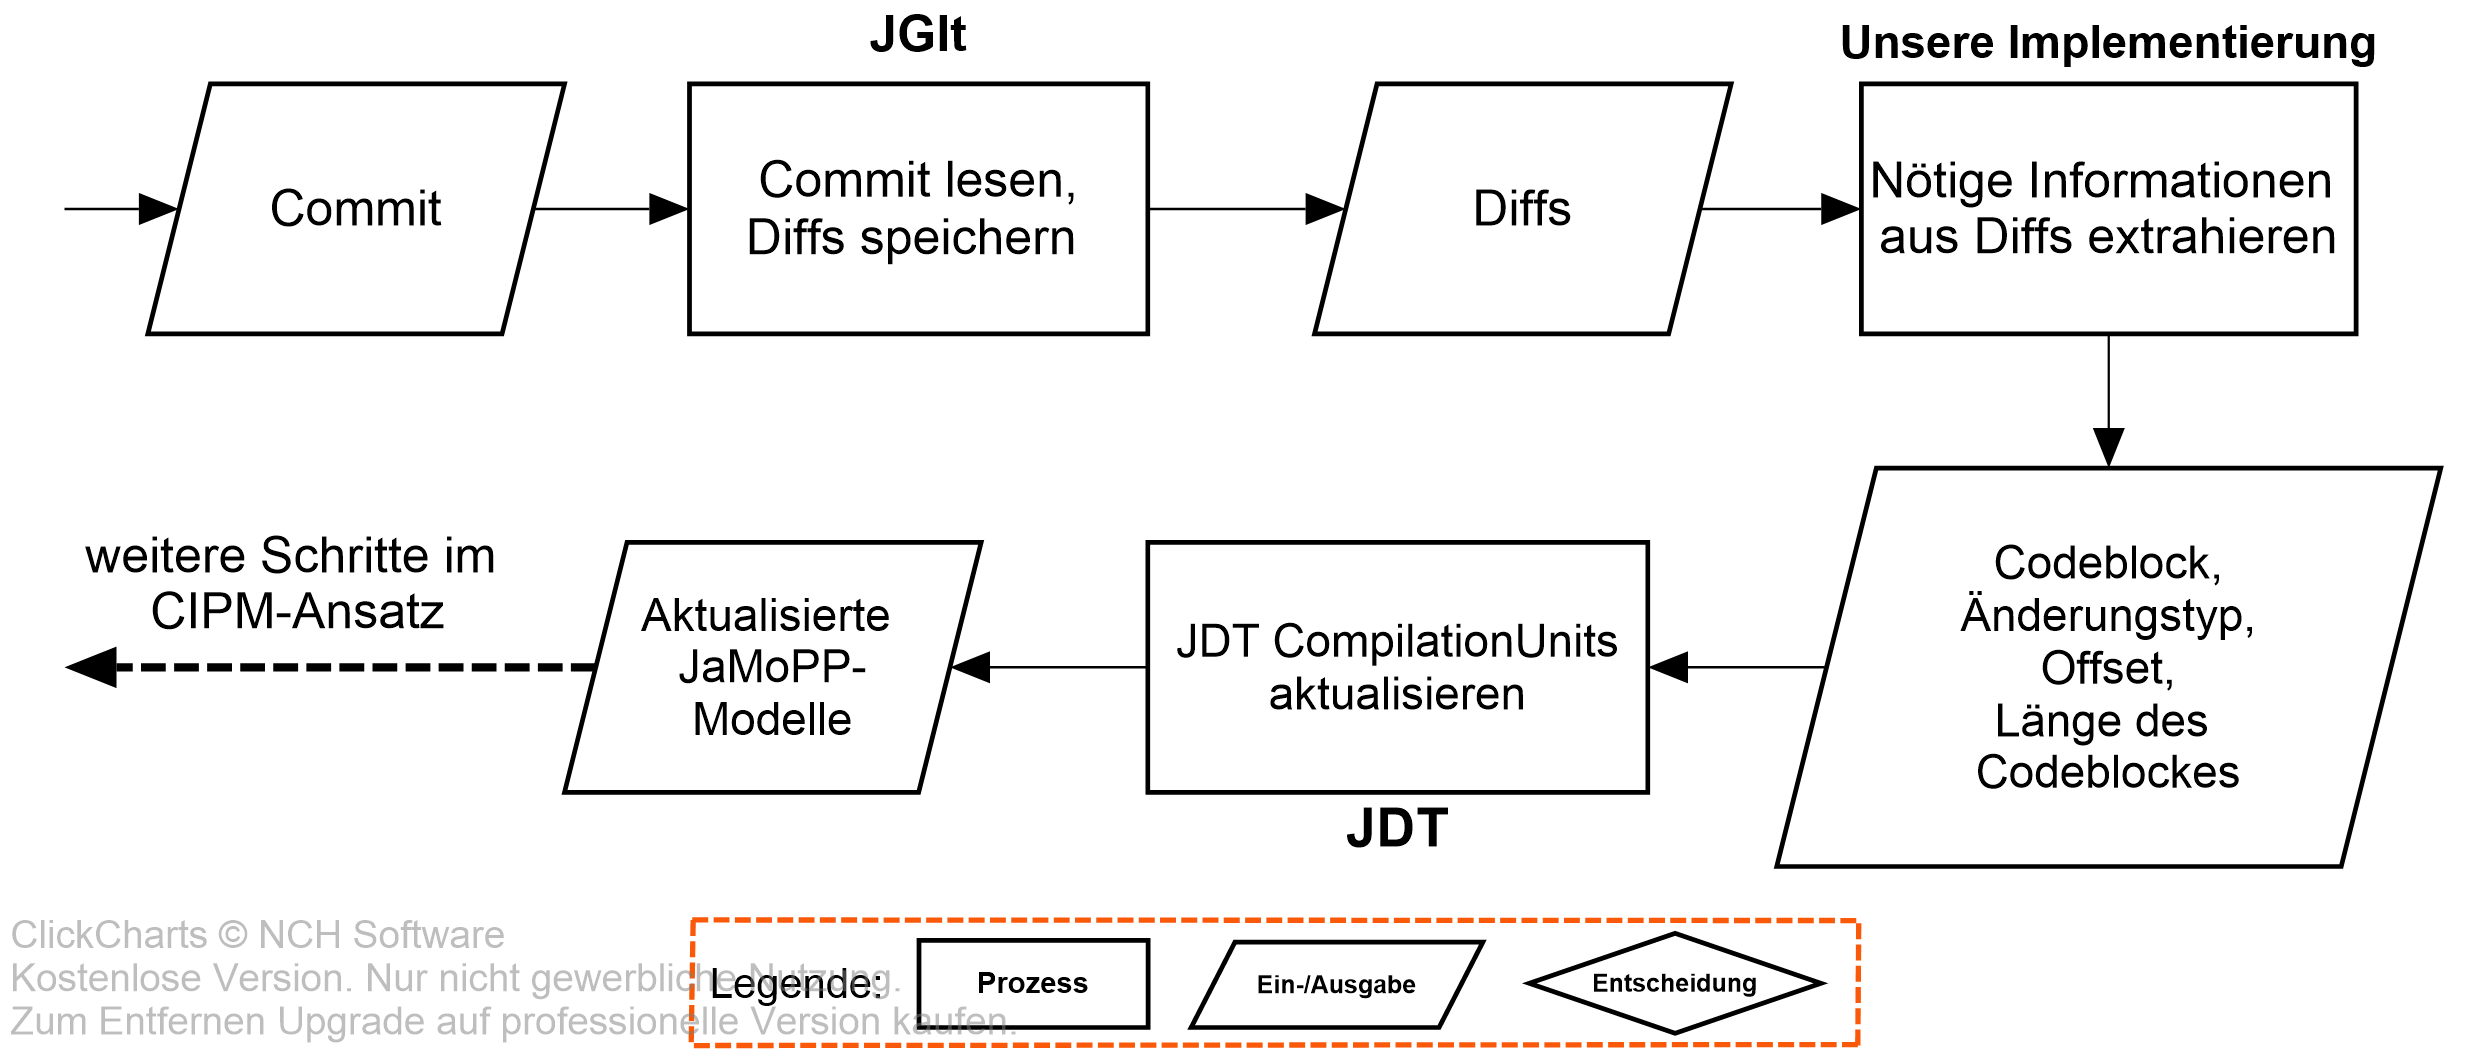 JGIt
Unsere Implementierung
Commit
Commit lesen,
Diffs speichern
Diffs
Nötige Informationen
aus Diffs extrahieren
weitere Schritte im
CIPM-Ansatz
Aktualisierte
JaMoPP-
Modelle
JDT CompilationUnits
aktualisieren
JDT
Codeblock,
Änderungstyp,
Offset,
Länge des
Codeblockes
ClickCharts © NCH Software
Kostenlose Version. Nur nicht gewerbliche Nutzung.
Zum Entfernen Upgrade auf professionelle Version kaufen.
Legende:
Prozess
Ein-/Ausgabe
Entscheidung